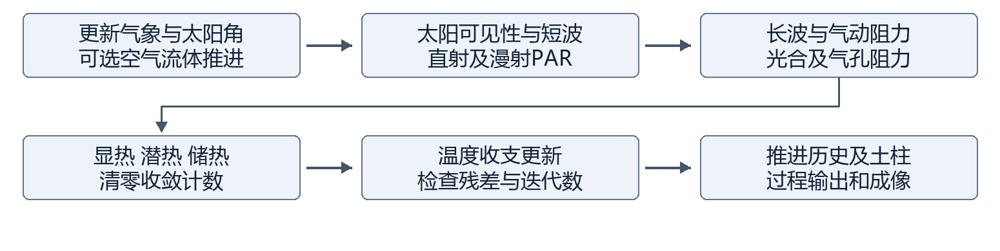 更新气象与太阳角
可选空气流体推进
太阳可见性与短波
直射及漫射PAR
长波与气动阻力
光合及气孔阻力
显热 潜热 储热
清零收敛计数
温度收支更新
检查残差与迭代数
推进历史及土柱
过程输出和成像